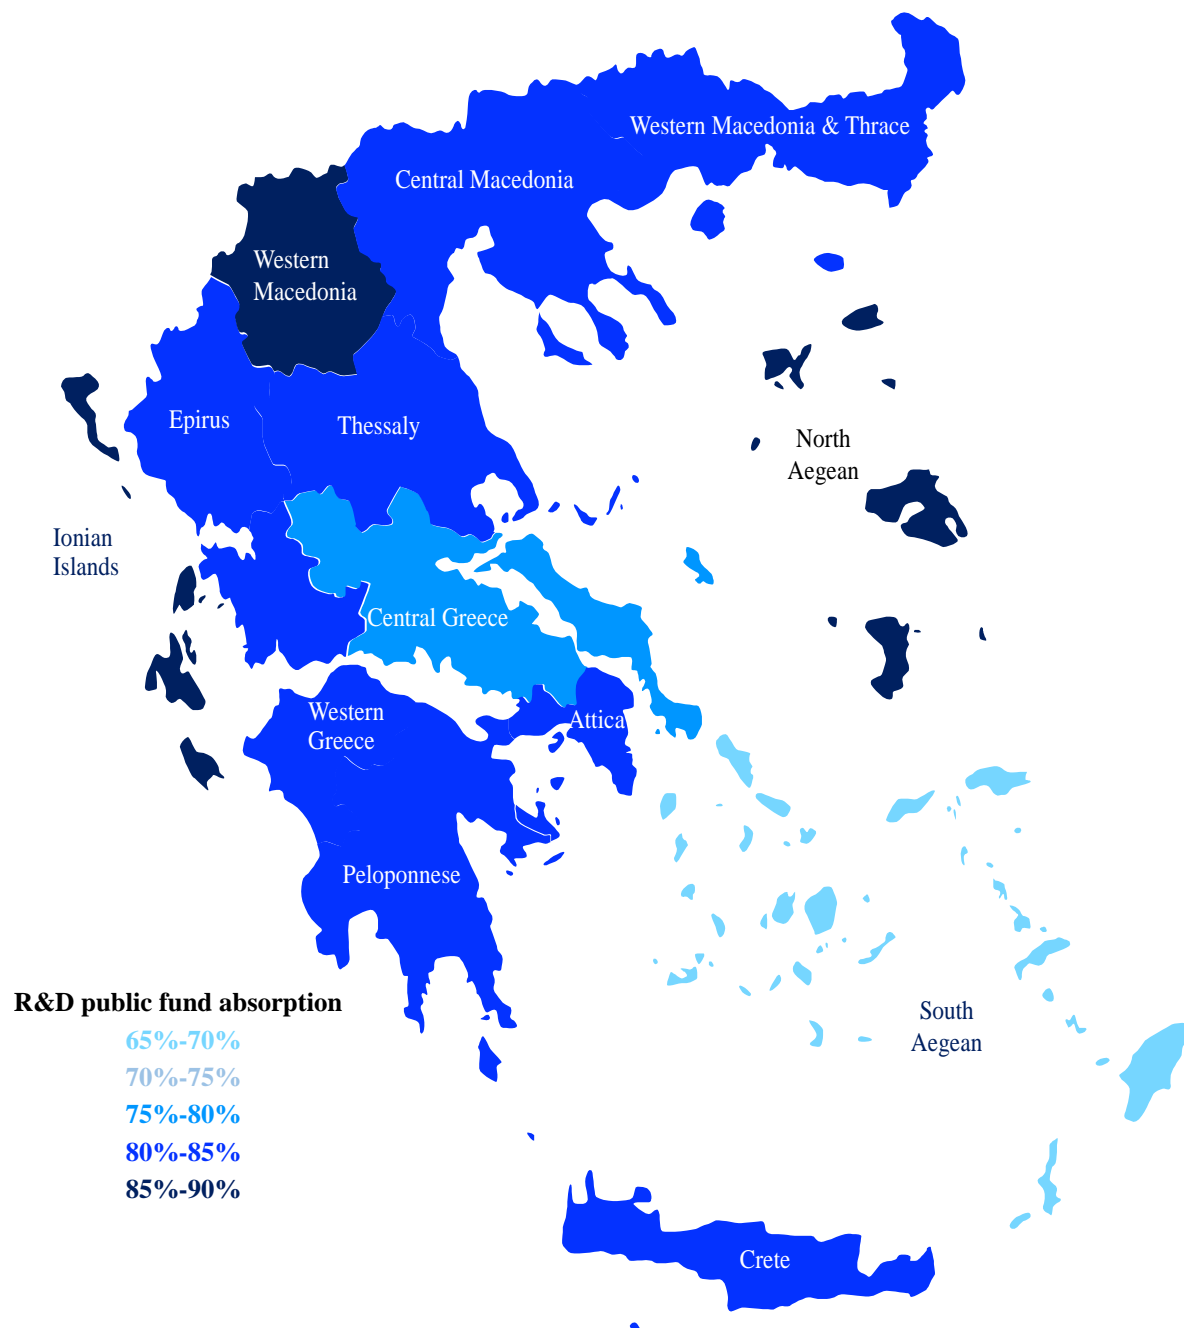 Western Macedonia & Thrace
Central Macedonia
Western
Macedonia
Epirus
Thessaly
North
Aegean
Ionian
Islands
Central Greece
Western
Greece
Attica
Peloponnese
R&D public fund absorption
65%-70%
70%-75%
75%-80%
80%-85%
85%-90%
South
Aegean
Crete